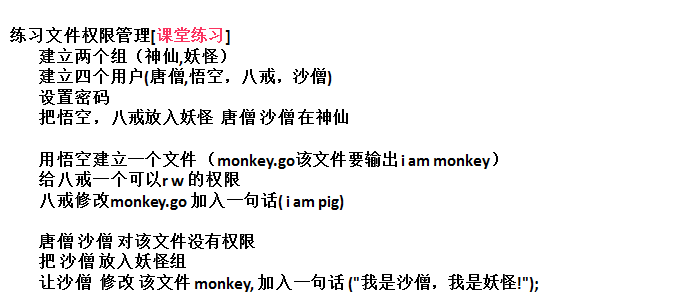 练习文件权限管理[课堂练习]
建立两个组（神仙,妖怪）
建立四个用户(唐僧,悟空，八戒，沙僧)
设置密码
把悟空，八戒放入妖怪 唐僧 沙僧 在神仙
用悟空建立一个文件 （monkey.go该文件要输出 i am monkey）
给八戒一个可以 r w 的权限
八戒修改monkey.go 加入一句话( i am pig)
唐僧 沙僧 对该文件没有权限
把 沙僧 放入妖怪组
让沙僧 修改 该文件 monkey, 加入一句话 ("我是沙僧，我是妖怪!");